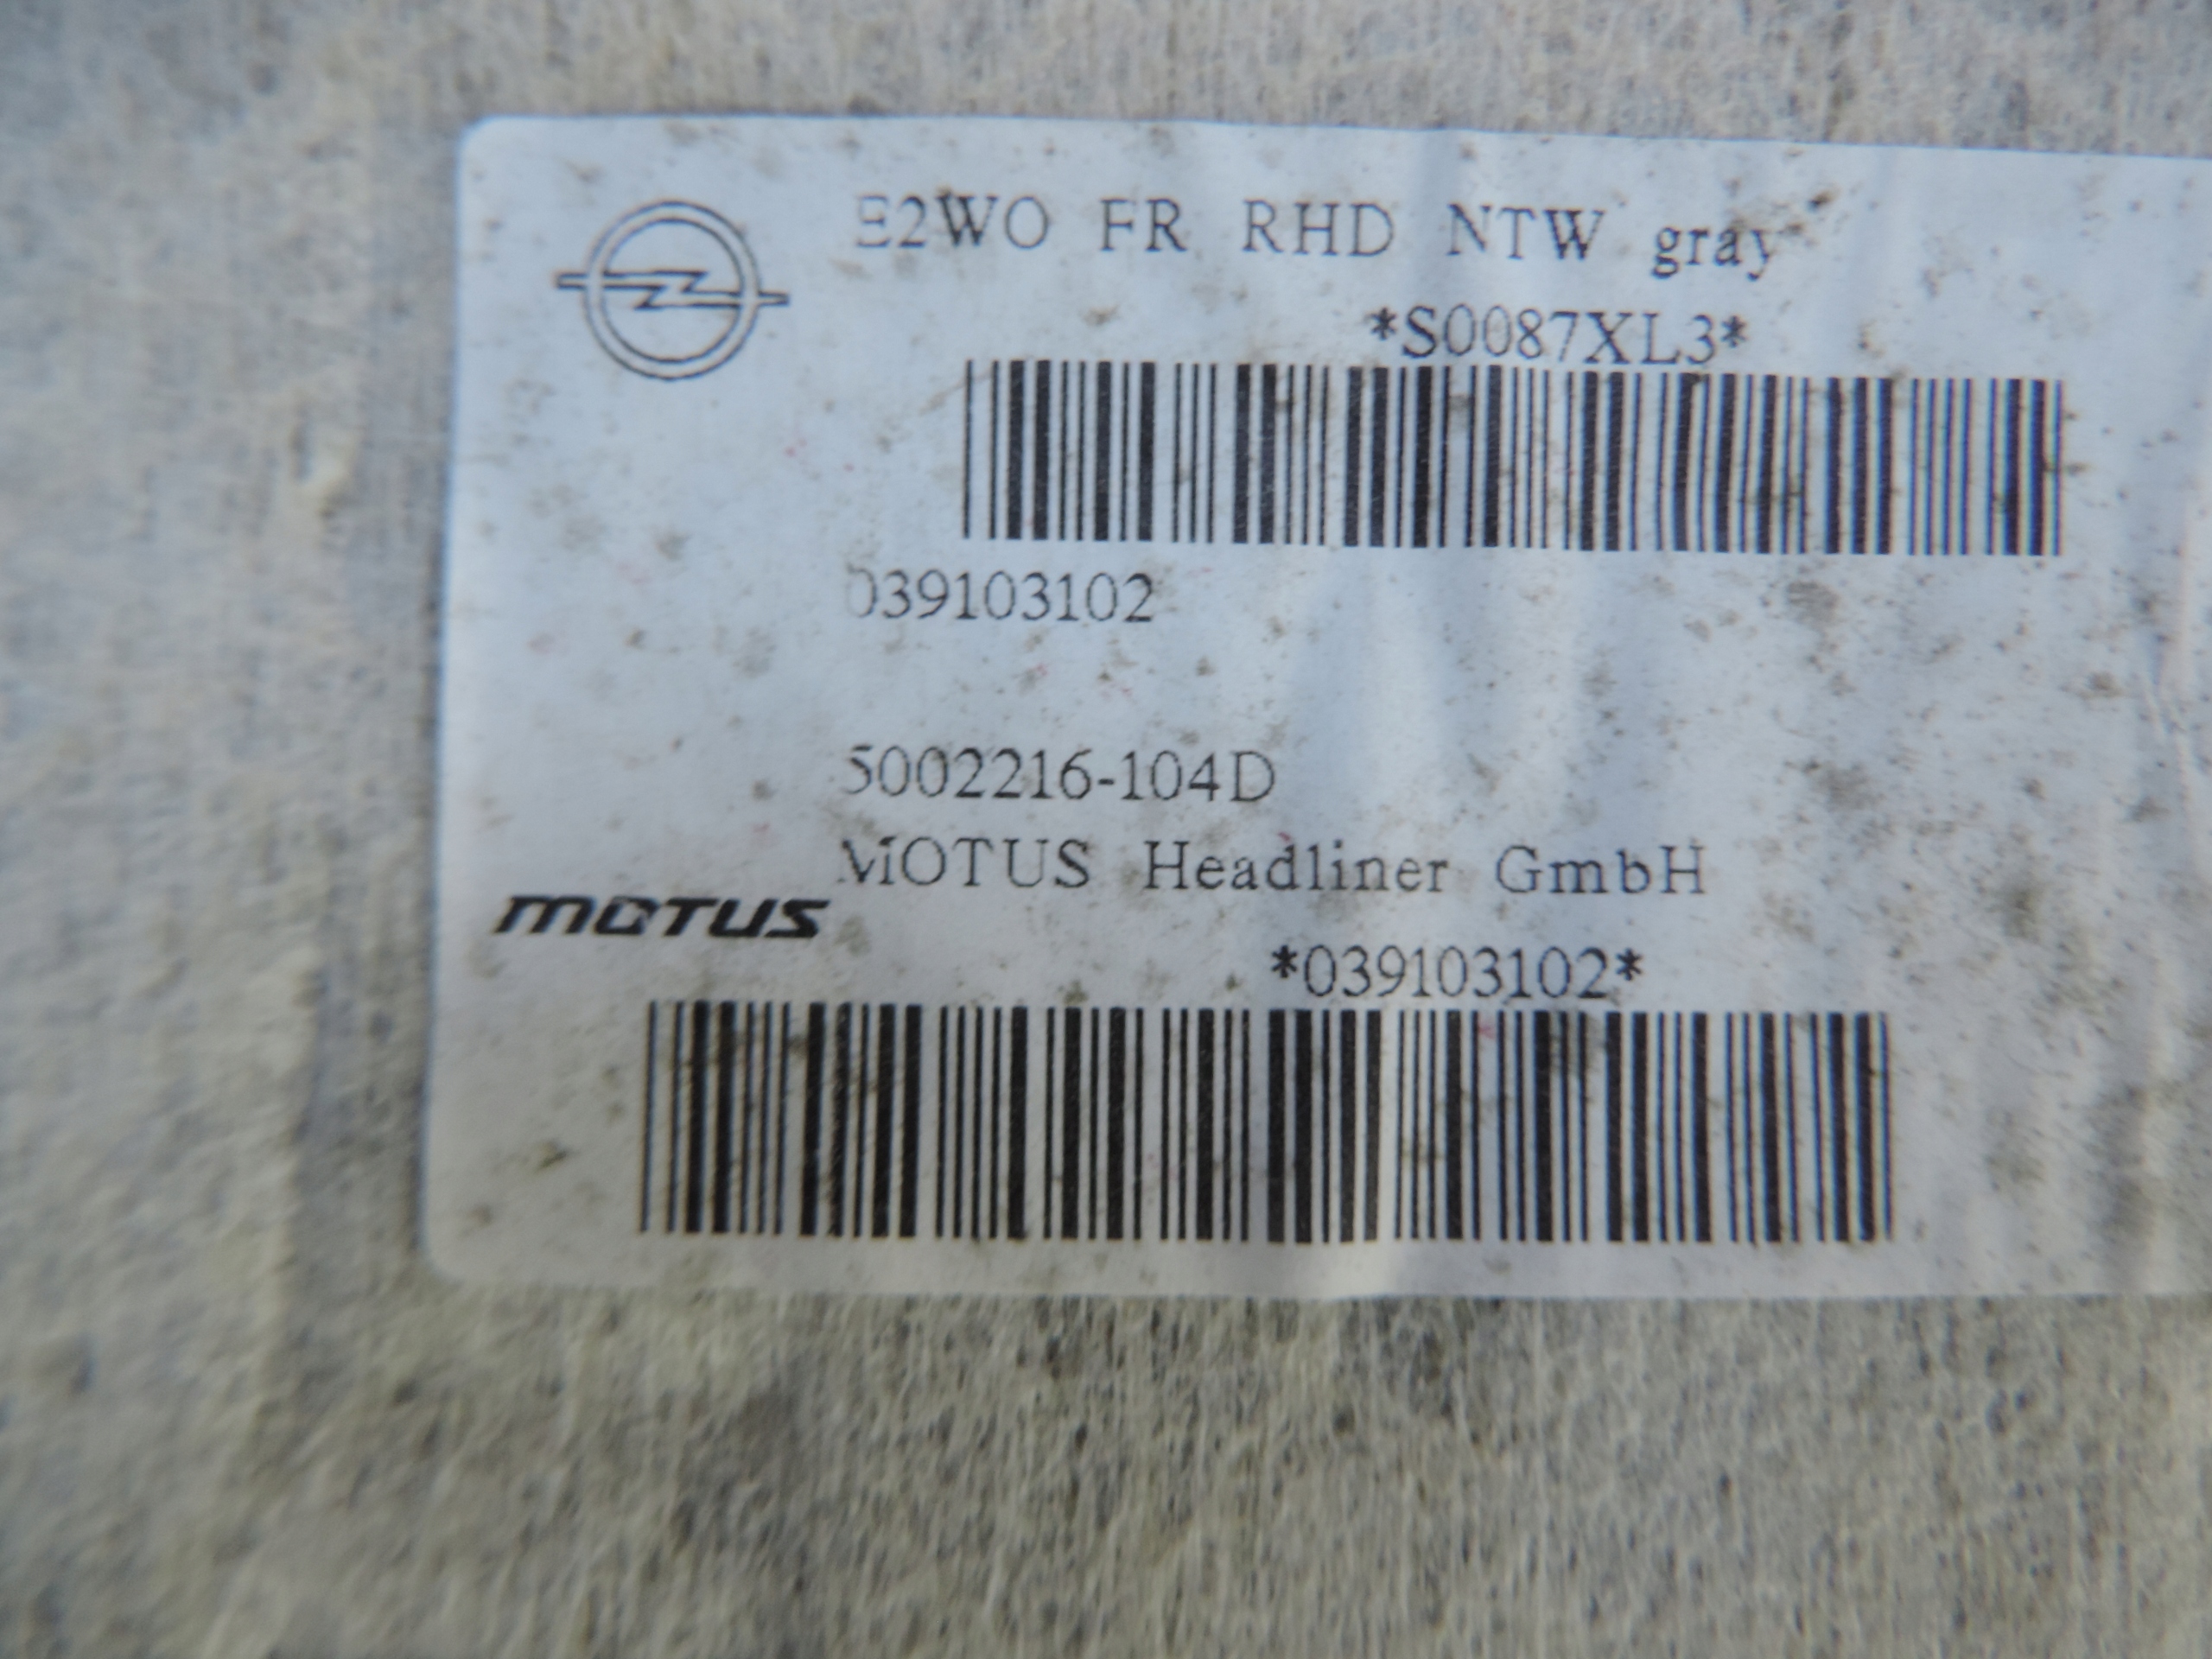 E2WO FR RHD NTW gray
*S0087XL3*
039103102
5002216-104D
MOTUS Headliner GmbH
MOTUS
*039103102*